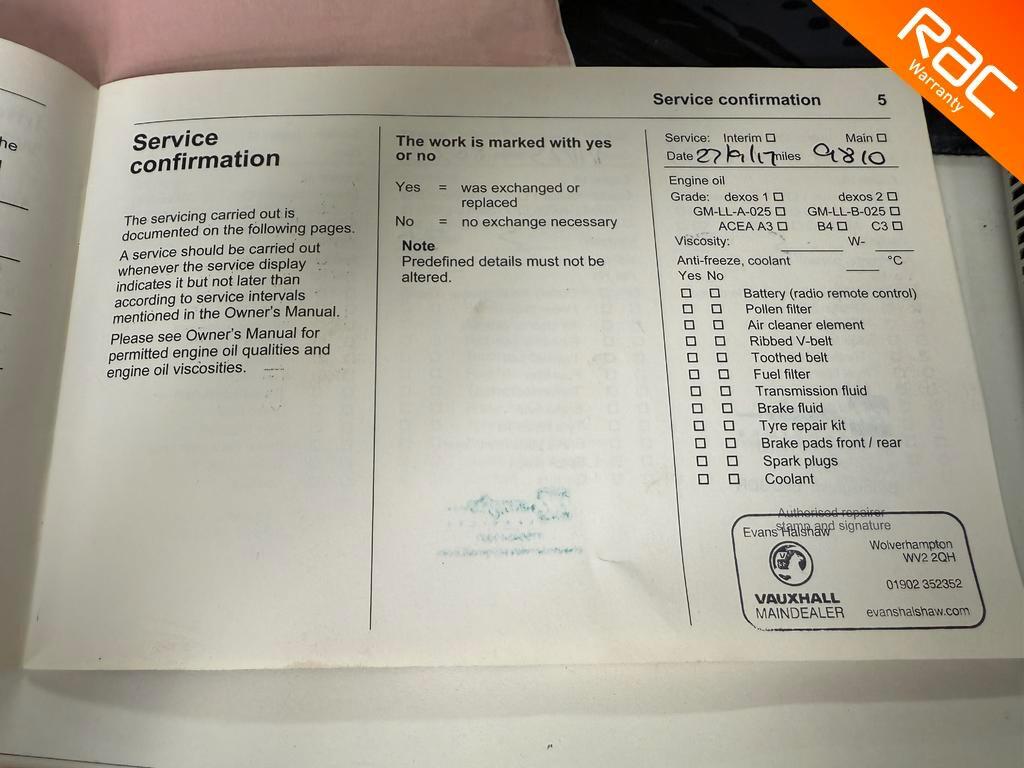 Rac
Warranty
Service confirmation 5
he
Service
confirmation
The servicing carried out is
documented on the following pages.
A service should be carried out
whenever the service display
indicates it but not later than
according to service intervals
mentioned in the Owner's Manual.
Please see Owner's Manual for
permitted engine oil qualities and
engine oil viscosities.
The work is marked with yes
or no
Yes = was exchanged or
replaced
No = no exchange necessary
Note
Predefined details must not be
altered.
Service: Interim ☐ Main ☐
Date 27/9/17 miles 9810
Engine oil
Grade: dexos 1 ☐ dexos 2 ☐
GM-LL-A-025 ☐ GM-LL-B-025 ☐
ACEA A3 ☐ B4 ☐ C3 ☐
Viscosity: ____ W- ____
Anti-freeze, coolant ____ °C
Yes No
☐ ☐ Battery (radio remote control)
☐ ☐ Pollen filter
☐ ☐ Air cleaner element
☐ ☐ Ribbed V-belt
☐ ☐ Toothed belt
☐ ☐ Fuel filter
☐ ☐ Transmission fluid
☐ ☐ Brake fluid
☐ ☐ Tyre repair kit
☐ ☐ Brake pads front / rear
☐ ☐ Spark plugs
☐ ☐ Coolant
Authorised repairer
stamp and signature
Evans Halshaw
Wolverhampton
WV2 2QH
01902 352352
VAUXHALL
MAINDEALER evanshalshaw.com